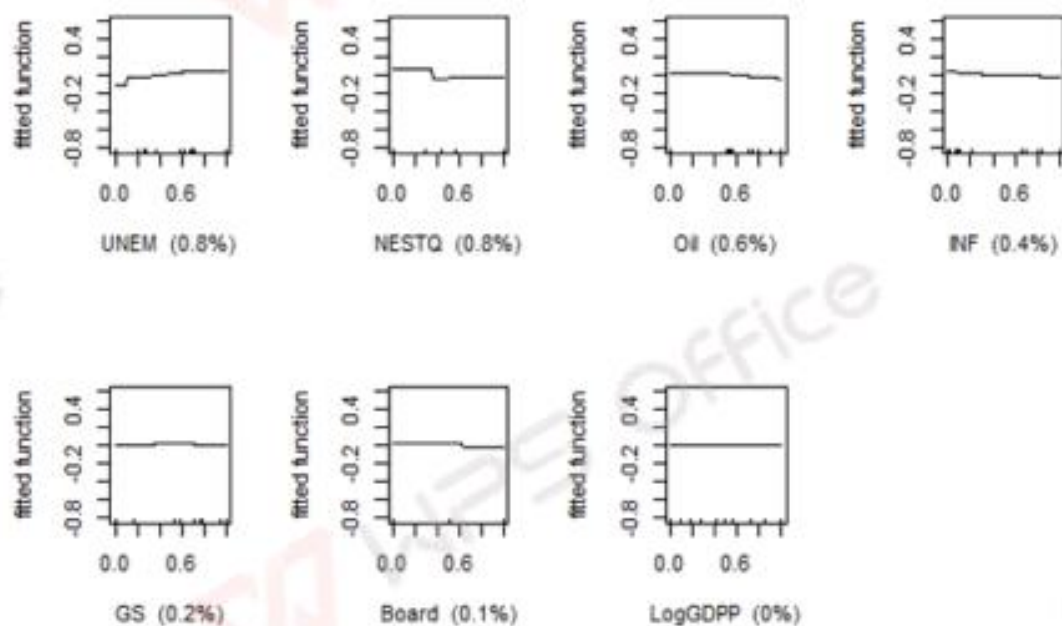 fitted function 0.4 -0.2 -0.8 0.0 0.6 UNEM (0.8%)
fitted function 0.4 -0.2 -0.8 0.0 0.6 NESTQ (0.8%)
fitted function 0.4 -0.2 -0.8 0.0 0.6 Oil (0.6%)
fitted function 0.4 -0.2 -0.8 0.0 0.6 INF (0.4%)
fitted function 0.4 -0.2 -0.8 0.0 0.6 GS (0.2%)
fitted function 0.4 -0.2 -0.8 0.0 0.6 Board (0.1%)
fitted function 0.4 -0.2 -0.8 0.0 0.6 LogGDPP (0%)
WPS Office